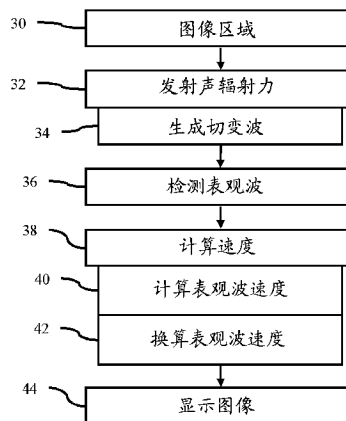 30
图像区域
32
发射声辐射力
34
生成切变波
36
检测表观波
38
计算速度
40
计算表观波速度
42
换算表观波速度
44
显示图像